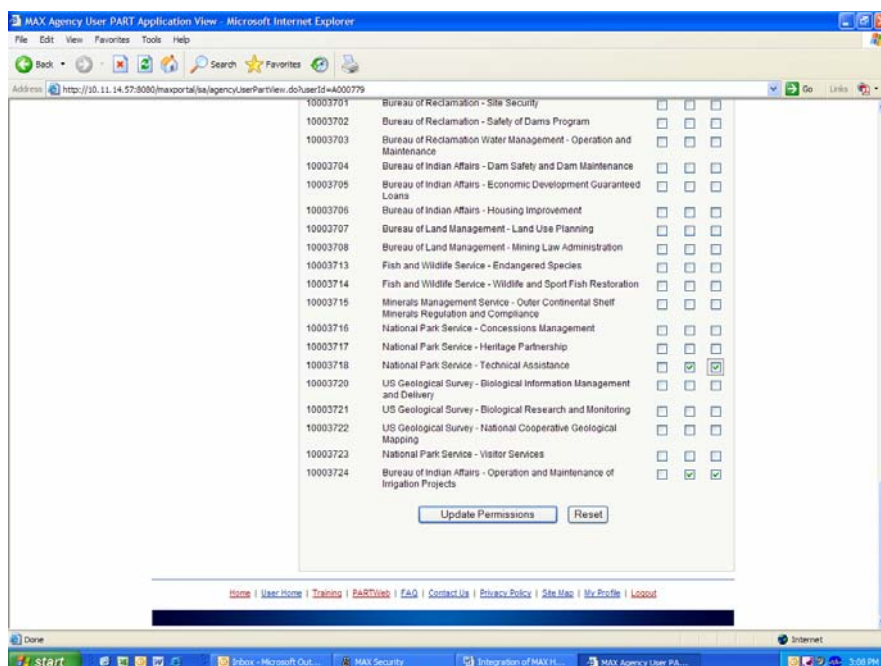 MAX Agency User PART Application View - Microsoft Internet Explorer
File Edit View Favorites Tools Help
Back Search Favorites
Address http://10.11.14.57:8080/maxportal/sa/agencyUserPartView.do?userId=A000779 Go Links
10003701 Bureau of Reclamation - Site Security
10003702 Bureau of Reclamation - Safety of Dams Program
10003703 Bureau of Reclamation Water Management - Operation and
Maintenance
10003704 Bureau of Indian Affairs - Dam Safety and Dam Maintenance
10003705 Bureau of Indian Affairs - Economic Development Guaranteed
Loans
10003706 Bureau of Indian Affairs - Housing Improvement
10003707 Bureau of Land Management - Land Use Planning
10003708 Bureau of Land Management - Mining Law Administration
10003713 Fish and Wildlife Service - Endangered Species
10003714 Fish and Wildlife Service - Wildlife and Sport Fish Restoration
10003715 Minerals Management Service - Outer Continental Shelf
Minerals Regulation and Compliance
10003716 National Park Service - Concessions Management
10003717 National Park Service - Heritage Partnership
10003718 National Park Service - Technical Assistance
10003720 US Geological Survey - Biological Information Management
and Delivery
10003721 US Geological Survey - Biological Research and Monitoring
10003722 US Geological Survey - National Cooperative Geological
Mapping
10003723 National Park Service - Visitor Services
10003724 Bureau of Indian Affairs - Operation and Maintenance of
Irrigation Projects
Update Permissions Reset
Home | User Home | Training | PARTWeb | FAQ | Contact Us | Privacy Policy | Site Map | My Profile | Logout
Done Internet
start Inbox - Microsoft Out... MAX Security Integration of MAX H... MAX Agency User PA... 3:08 PM